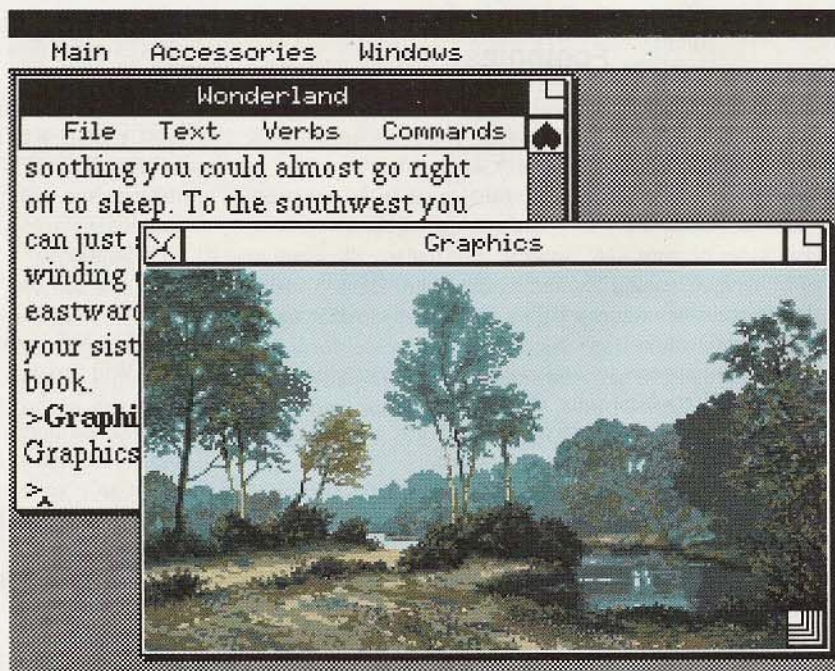 Main Accessories Windows
Wonderland
File Text Verbs Commands
soothing you could almost go right
off to sleep. To the southwest you
can just
winding
eastward
your sist
book.
>Graphi
Graphics
>
Graphics